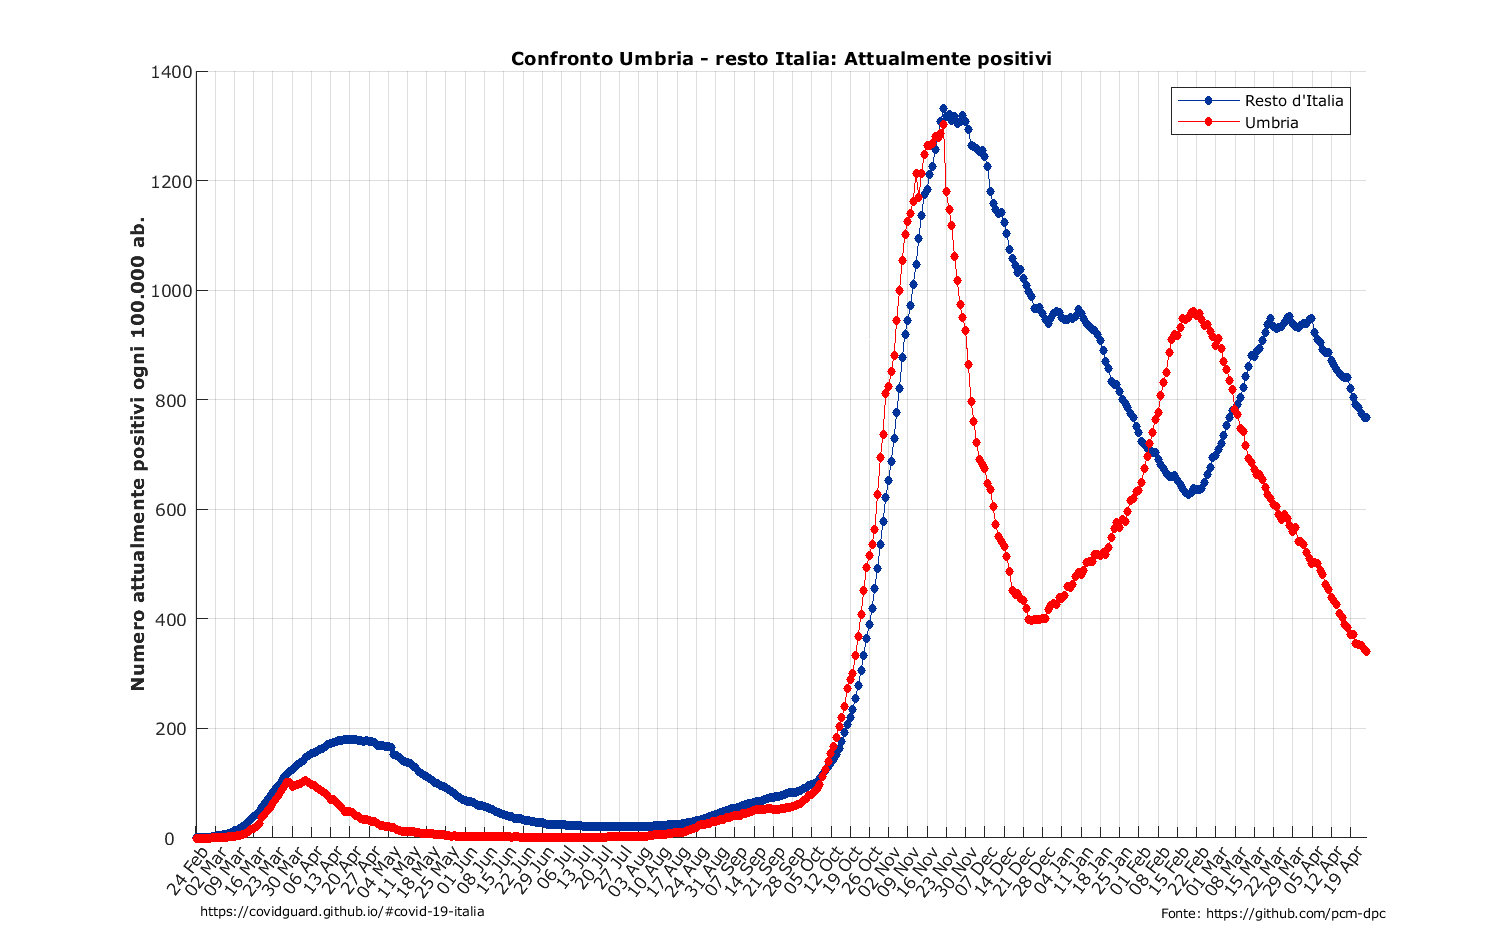 Confronto Umbria - resto Italia: Attualmente positivi
Numero attualmente positivi ogni 100.000 ab.
1400
1200
1000
800
600
400
200
0
Resto d'Italia
Umbria
24 Feb
02 Mar
09 Mar
16 Mar
23 Mar
30 Mar
06 Apr
13 Apr
20 Apr
27 Apr
04 May
11 May
18 May
25 May
01 Jun
08 Jun
15 Jun
22 Jun
29 Jun
06 Jul
13 Jul
20 Jul
27 Jul
03 Aug
10 Aug
17 Aug
24 Aug
31 Aug
07 Sep
14 Sep
21 Sep
28 Sep
05 Oct
12 Oct
19 Oct
26 Oct
02 Nov
09 Nov
16 Nov
23 Nov
30 Nov
07 Dec
14 Dec
21 Dec
28 Dec
04 Jan
11 Jan
18 Jan
25 Jan
01 Feb
08 Feb
15 Feb
22 Feb
01 Mar
08 Mar
15 Mar
22 Mar
29 Mar
05 Apr
12 Apr
19 Apr
https://covidguard.github.io/#covid-19-italia
Fonte: https://github.com/pcm-dpc